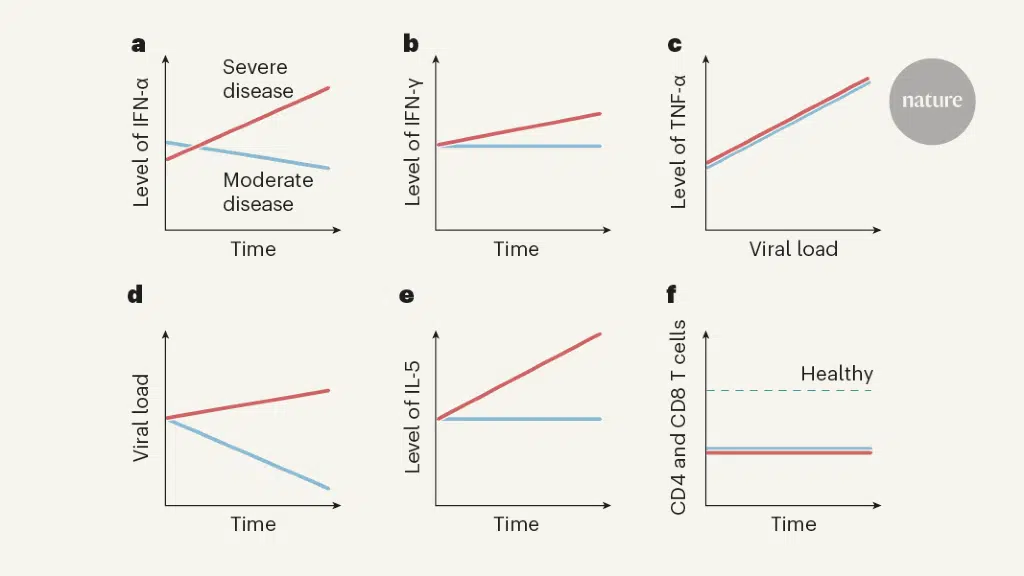 a
Level of IFN-α
Severe
disease
Moderate
disease
Time
b
Level of IFN-γ
Time
c
Level of TNF-α
Viral load
nature
d
Viral load
Time
e
Level of IL-5
Time
f
CD4 and CD8 T cells
Healthy
Time